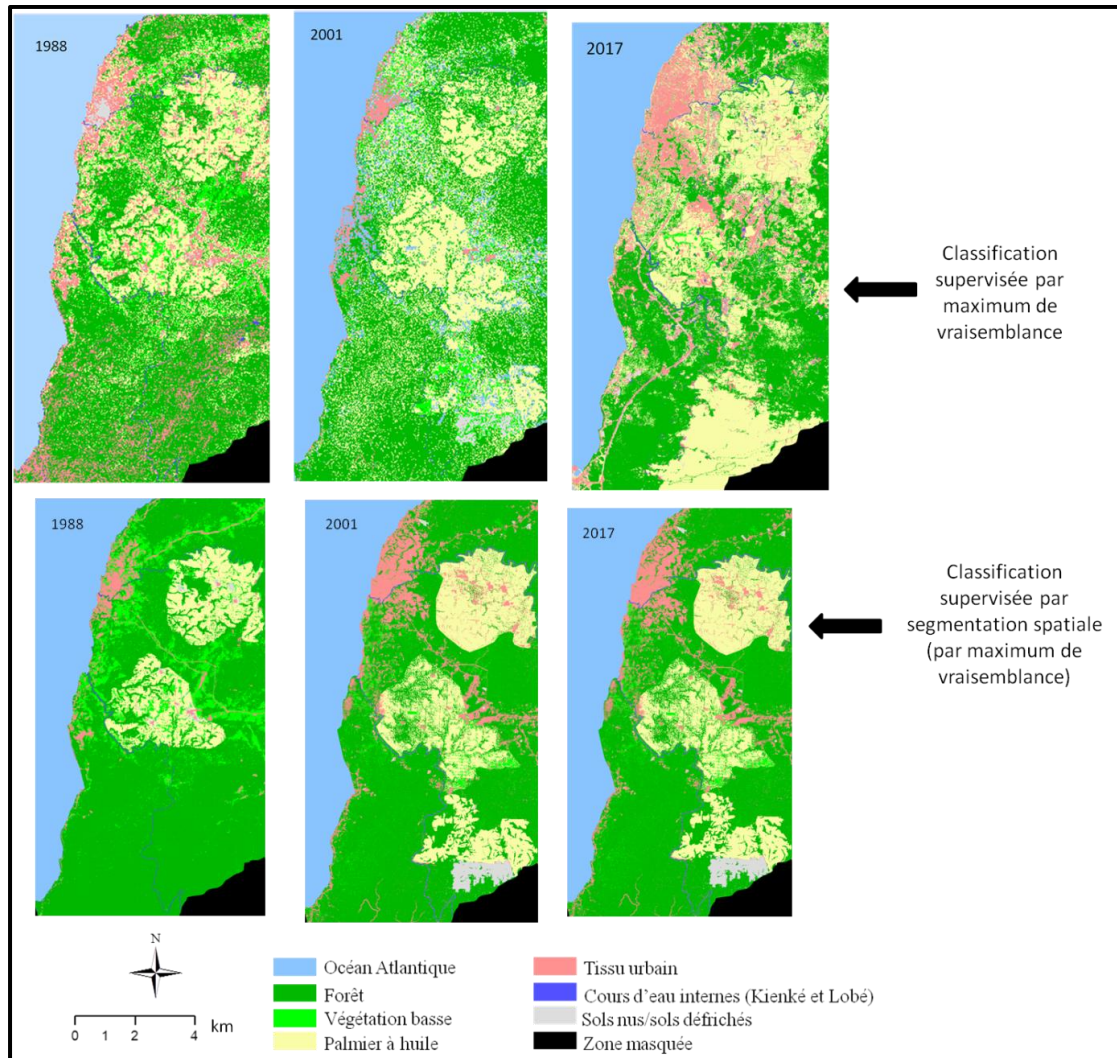 1988
2001
2017
Classification
supervisée par
maximum de
vraisemblance
1988
2001
2017
Classification
supervisée par
segmentation spatiale
(par maximum de
vraisemblance)
N
0 1 2 4 km
Océan Atlantique
Forêt
Végétation basse
Palmier à huile
Tissu urbain
Cours d'eau internes (Kienké et Lobé)
Sols nus/sols défrichés
Zone masquée